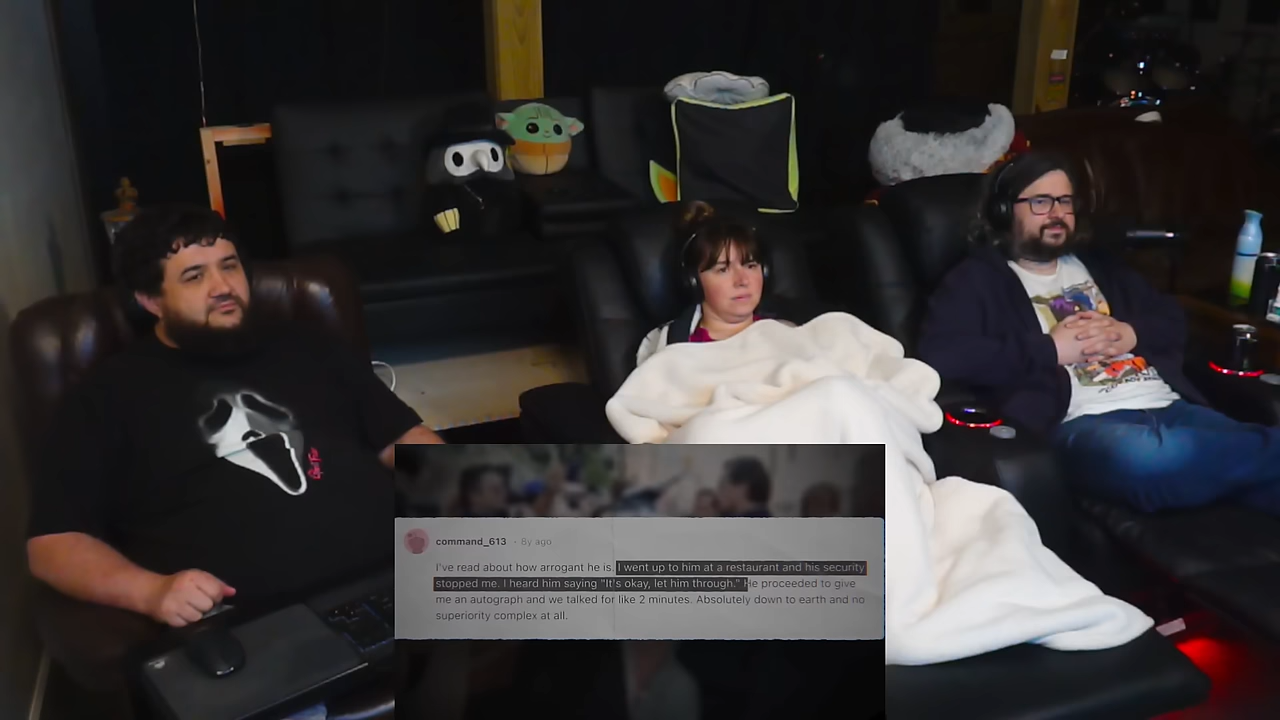 command_613 · 8y ago
I've read about how arrogant he is. I went up to him at a restaurant and his security
stopped me. I heard him saying "It's okay, let him through." He proceeded to give
me an autograph and we talked for like 2 minutes. Absolutely down to earth and no
superiority complex at all.